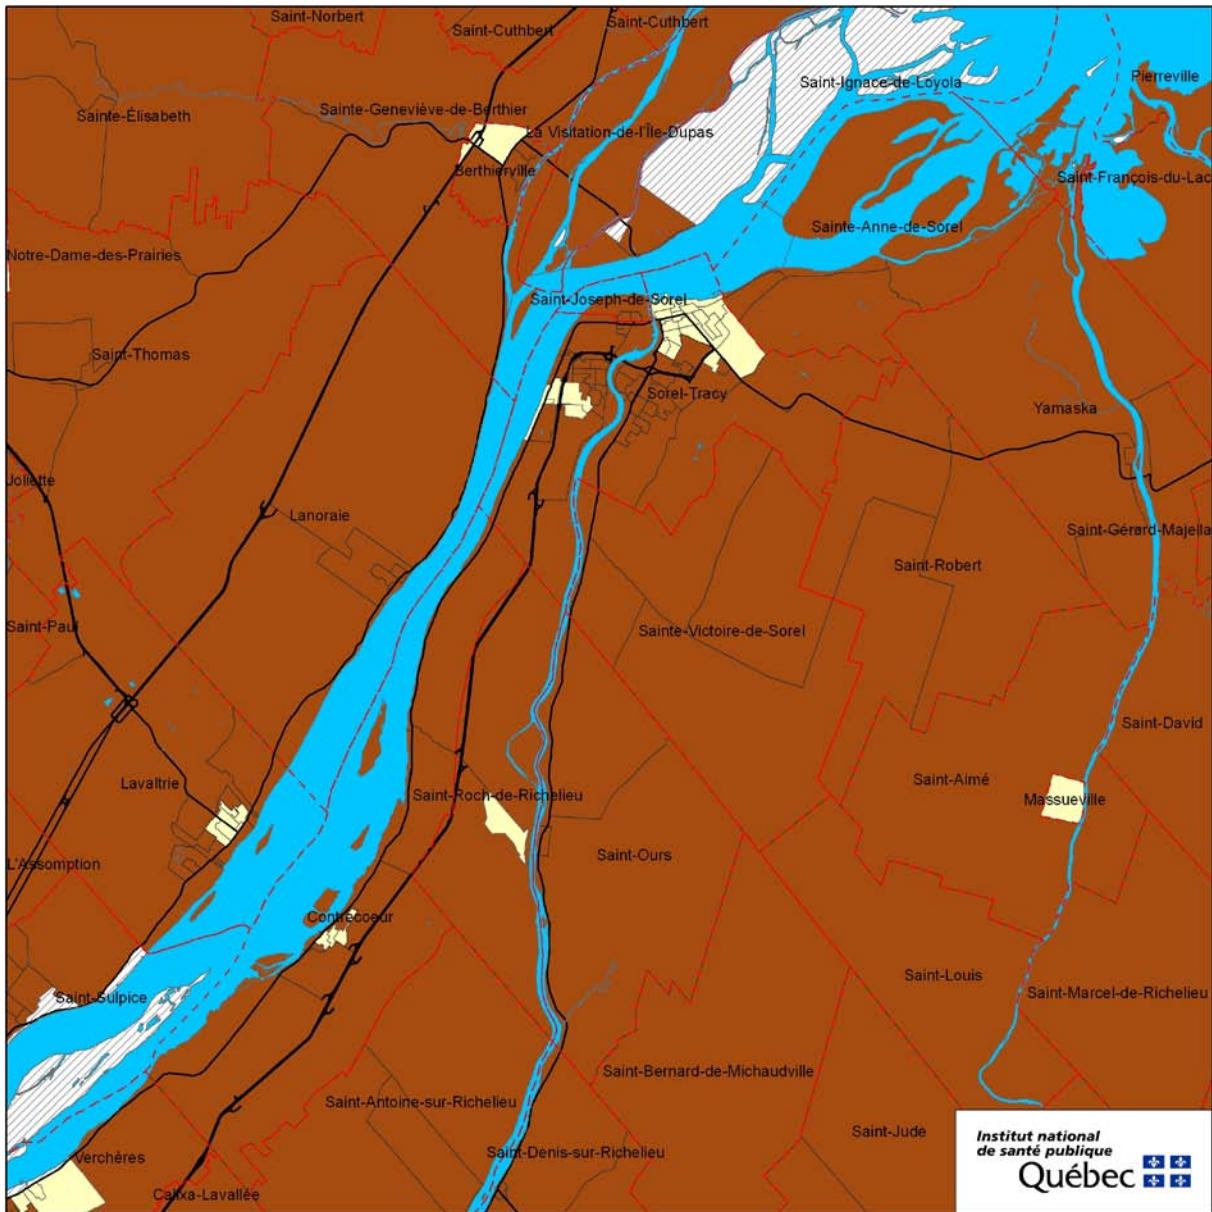 Saint-Norbert
Saint-Cuthbert
Saint-Cuthbert
Pierreville
Saint-Ignace-de-Loyola
Sainte-Geneviève-de-Berthier
Sainte-Élisabeth
La Visitation-de-l'Île-Dupas
Berthierville
Saint-François-du-Lac
Sainte-Anne-de-Sorel
Notre-Dame-des-Prairies
Saint-Joseph-de-Sorel
Saint-Thomas
Sorel-Tracy
Yamaska
Joliette
Lanoraie
Saint-Gérard-Majella
Saint-Robert
Saint-Paul
Sainte-Victoire-de-Sorel
Saint-David
Saint-Aimé
Lavaltrie
Saint-Roch-de-Richelieu
Massueville
Saint-Ours
L'Assomption
Contrecoeur
Saint-Louis
Saint-Sulpice
Saint-Marcel-de-Richelieu
Saint-Bernard-de-Michaudville
Saint-Antoine-sur-Richelieu
Saint-Jude
Saint-Denis-sur-Richelieu
Verchères
Calixa-Lavallée
Institut national
de santé publique
Québec